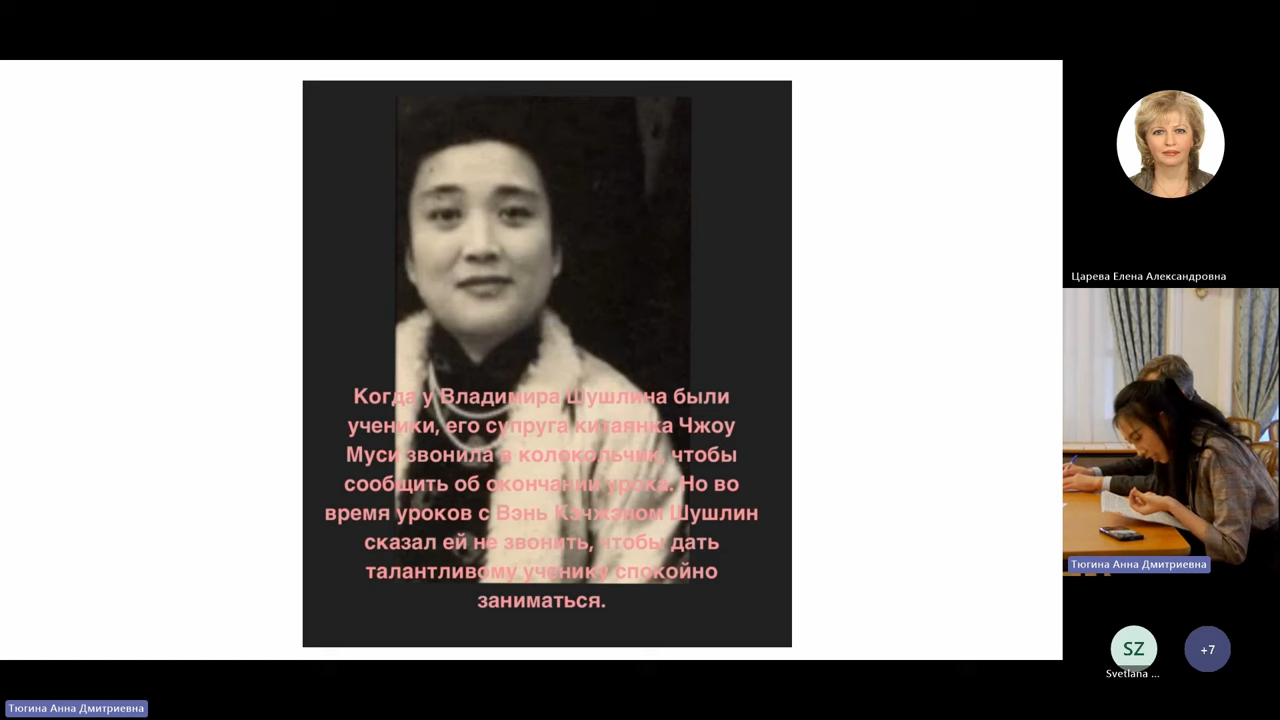 Когда у Владимира Шушлина были
ученики, его супруга китаянка Чжоу
Муси звонила в колокольчик, чтобы
сообщить об окончании урока. Но во
время уроков с Вэнь Кэчжэном Шушлин
сказал ей не звонить, чтобы дать
талантливому ученику спокойно
заниматься.
Царева Елена Александровна
Тюгина Анна Дмитриевна
SZ
+7
Svetlana ...
Тюгина Анна Дмитриевна